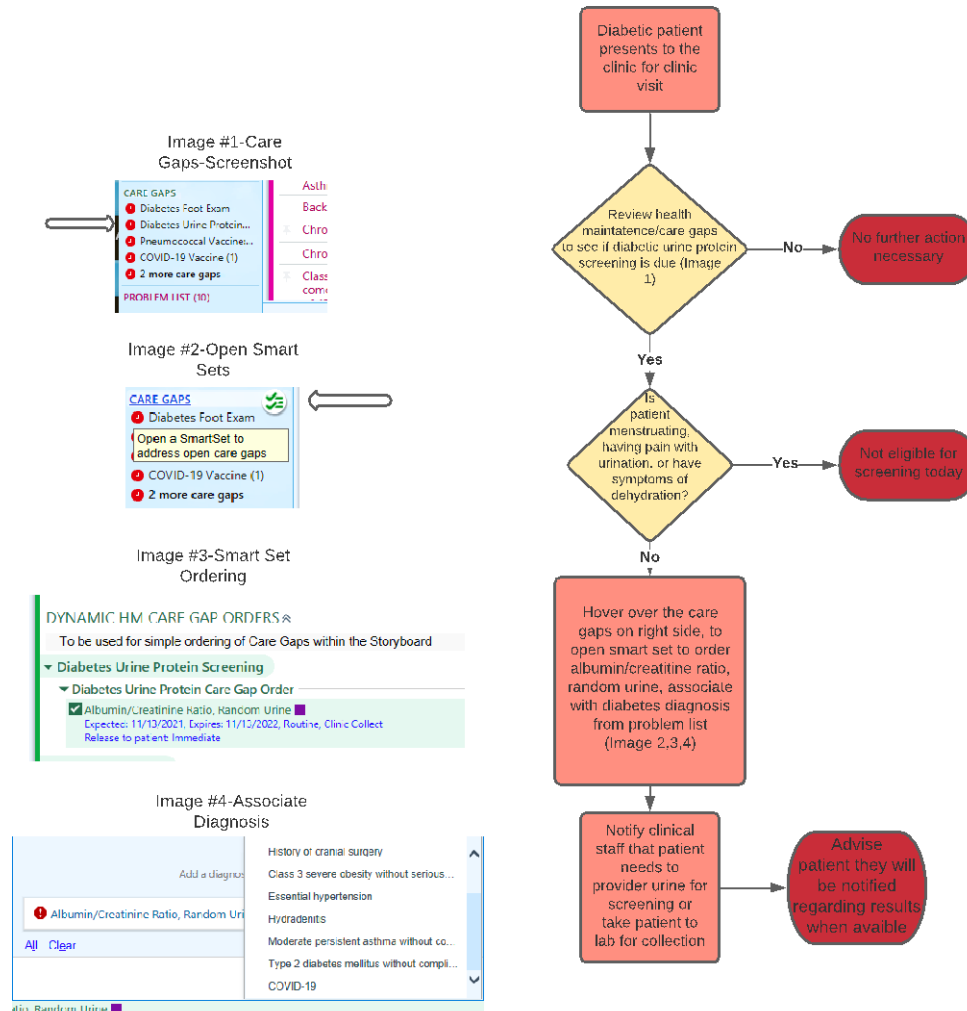 Diabetic patient
presents to the
clinic for clinic
visit
Review health
maintatence/care gaps
to see if diabetic urine protein
screening is due (Image
1)
No
No further action
necessary
Yes
Is
patient
menstruating,
having pain with
urination. or have
symptoms of
dehydration?
Yes
Not eligible for
screening today
No
Hover over the care
gaps on right side, to
open smart set to order
albumin/creatitine ratio,
random urine, associate
with diabetes diagnosis
from problem list
(Image 2,3,4)
Notify clinical
staff that patient
needs to
provider urine for
screening or
take patient to
lab for collection
Advise
patient they will
be notified
regarding results
when avaible
Image #1-Care
Gaps-Screenshot
CARE GAPS
Diabetes Foot Exam
Diabetes Urine Protein...
Pneumococcal Vaccine:...
COVID-19 Vaccine (1)
2 more care gaps
PROBLEM LIST (10)
Asth
Back
Chro
Chro
Class
com
Image #2-Open Smart
Sets
CARE GAPS
Diabetes Foot Exam
Open a SmartSet to
address open care gaps
COVID-19 Vaccine (1)
2 more care gaps
Image #3-Smart Set
Ordering
DYNAMIC HM CARE GAP ORDERS
To be used for simple ordering of Care Gaps within the Storyboard
Diabetes Urine Protein Screening
Diabetes Urine Protein Care Gap Order
Albumin/Creatinine Ratio, Random Urine
Expected: 11/13/2021, Expires: 11/13/2022, Routine, Clinic Collect
Release to patient: Immediate
Image #4-Associate
Diagnosis
Add a diagnos
Albumin/Creatinine Ratio, Random Uri
All Clear
History of cranial surgery
Class 3 severe obesity without serious...
Essential hypertension
Hydradenitis
Moderate persistent asthma without co...
Type 2 diabetes mellitus without compli...
COVID-19
atio, Random Urine